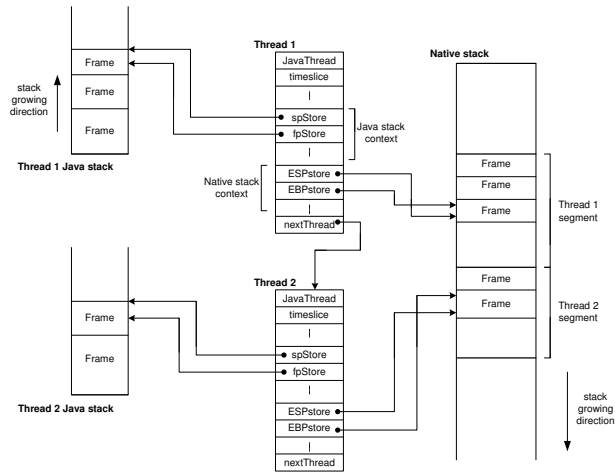 Thread 1
Native stack
JavaThread
timeslice
spStore
fpStore
Java stack
context
ESPstore
EBPstore
Native stack
context
nextThread
stack
growing
direction
Frame
Frame
Frame
Thread 1 Java stack
Frame
Frame
Frame
Thread 1
segment
Frame
Frame
Thread 2
segment
stack
growing
direction
Thread 2
JavaThread
timeslice
spStore
fpStore
ESPstore
EBPstore
nextThread
Frame
Frame
Thread 2 Java stack